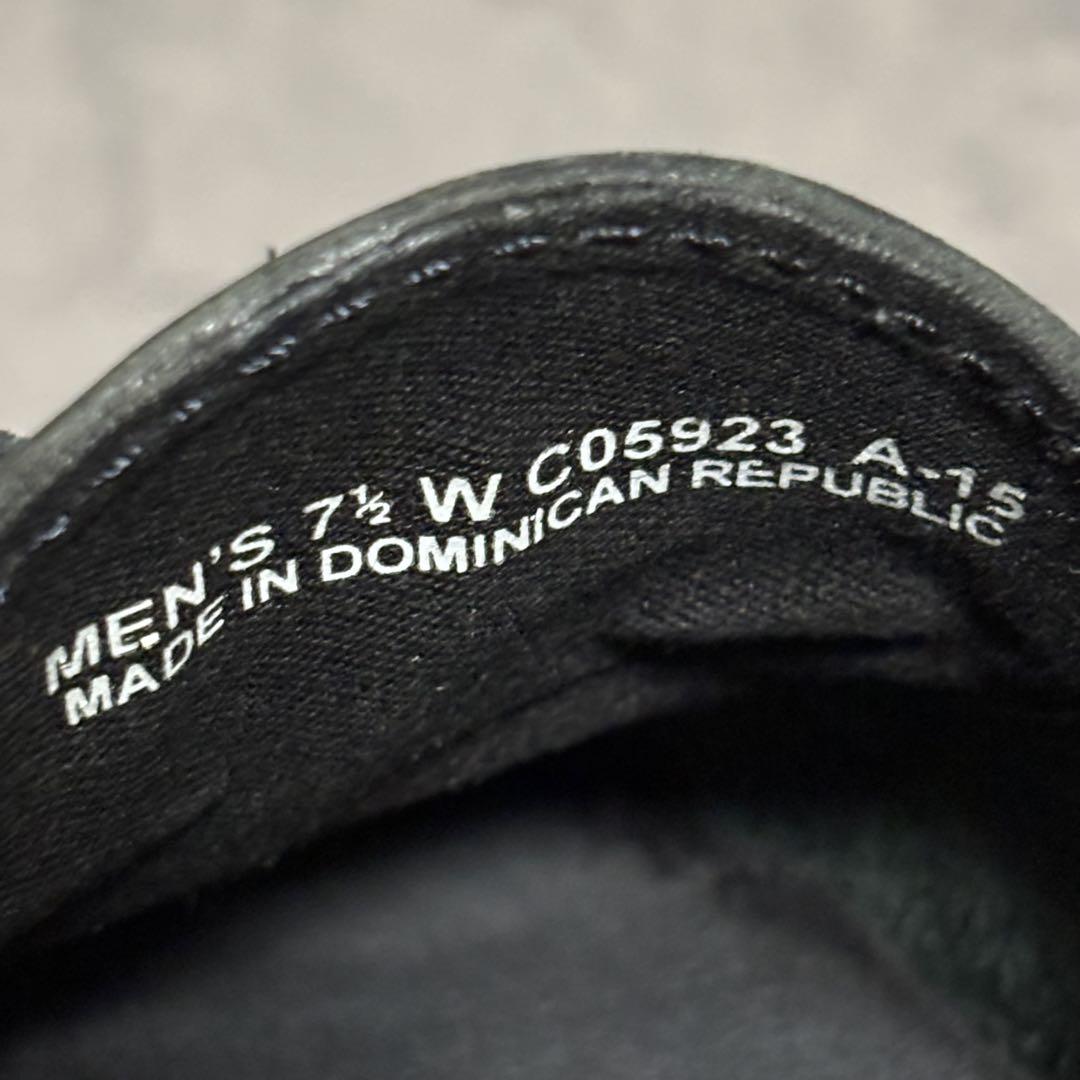 MEN'S 7½ W C05923 A-15
MADE IN DOMINICAN REPUBLIC